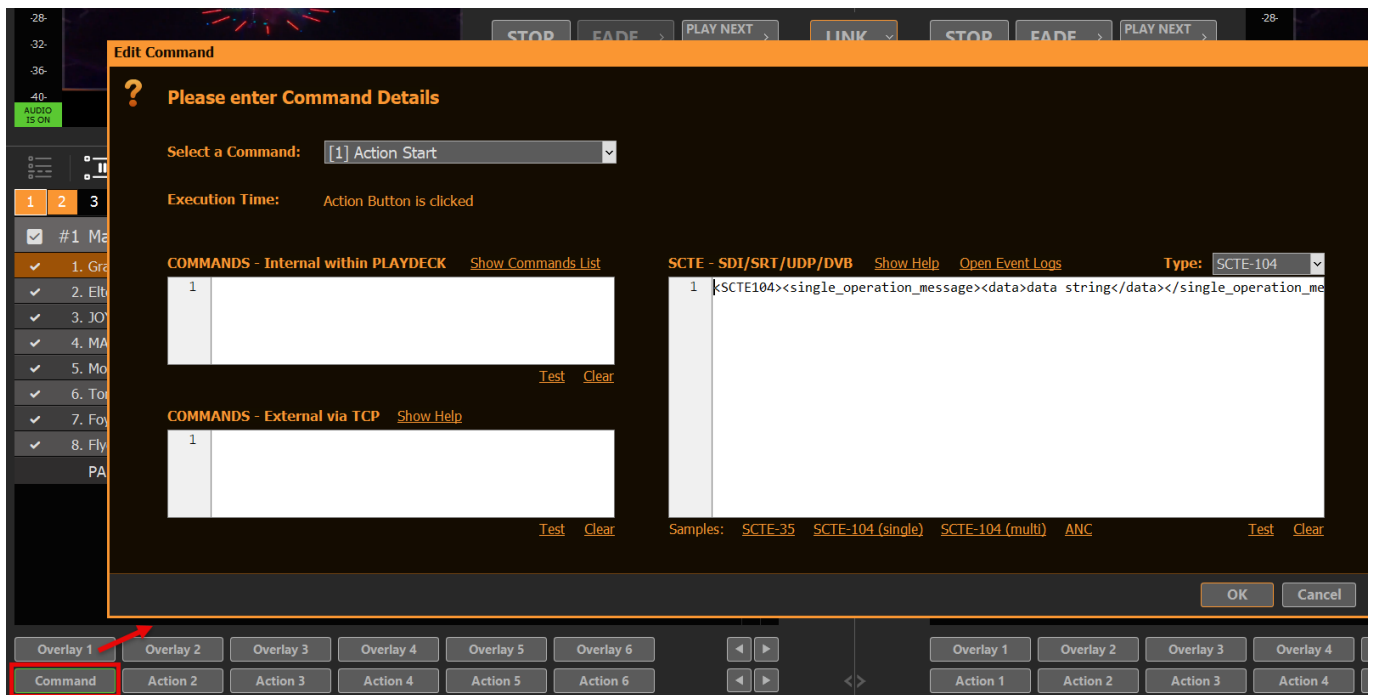 -28-
-32-
-36-
-40-
AUDIO
IS ON
STOP
FADE
PLAY NEXT
LINK
STOP
FADE
PLAY NEXT
-28-
Edit Command
?
Please enter Command Details
Select a Command: [1] Action Start
Execution Time: Action Button is clicked
1 2 3
#1 Ma
1. Gra
2. Elt
3. JO
4. MA
5. Mo
6. To
7. Foy
8. Fly
PA
COMMANDS - Internal within PLAYDECK Show Commands List
1
Test Clear
COMMANDS - External via TCP Show Help
1
Test Clear
SCTE - SDI/SRT/UDP/DVB Show Help Open Event Logs Type: SCTE-104
1 <SCTE104><single_operation_message><data>data string</data></single_operation_me
Samples: SCTE-35 SCTE-104 (single) SCTE-104 (multi) ANC Test Clear
OK Cancel
Overlay 1 Overlay 2 Overlay 3 Overlay 4 Overlay 5 Overlay 6 Overlay 1 Overlay 2 Overlay 3 Overlay 4
Command Action 2 Action 3 Action 4 Action 5 Action 6 Action 1 Action 2 Action 3 Action 4